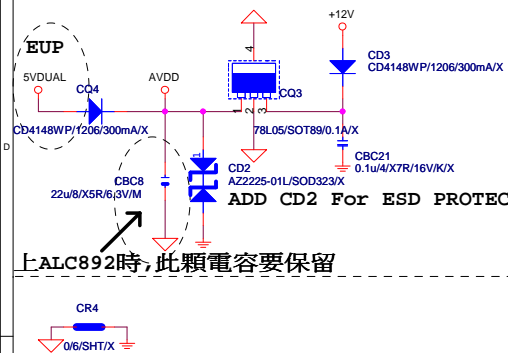 +12V
EUP
4
CD3
CD4148WP/1206/300mA/X
5VDUAL
AVDD
CQ4
CQ3
1
2
3
CD4148WP/1206/300mA/X
78L05/SOT89/0.1A/X
D
CBC21
0.1u/4/X7R/16V/K/X
1
CD2
AZ2225-01L/SOD323/X
CBC8
22u/8/X5R/6.3V/M
ADD CD2 For ESD PROTEC
上ALC892時,此顆電容要保留
CR4
0/6/SHT/X